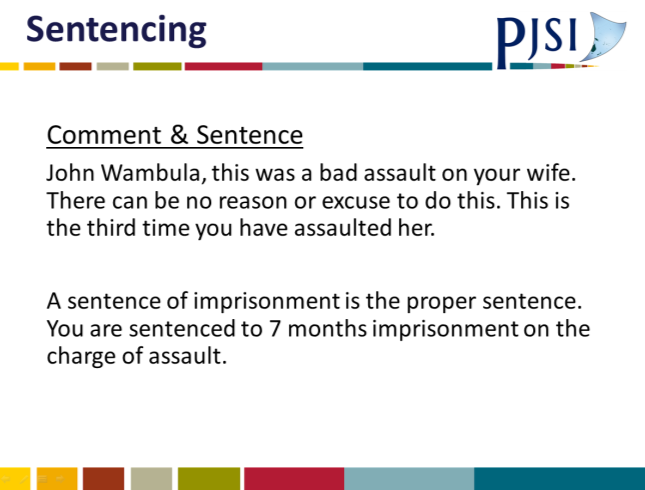 Sentencing
PJSI
Comment & Sentence
John Wambula, this was a bad assault on your wife.
There can be no reason or excuse to do this. This is
the third time you have assaulted her.
A sentence of imprisonment is the proper sentence.
You are sentenced to 7 months imprisonment on the
charge of assault.